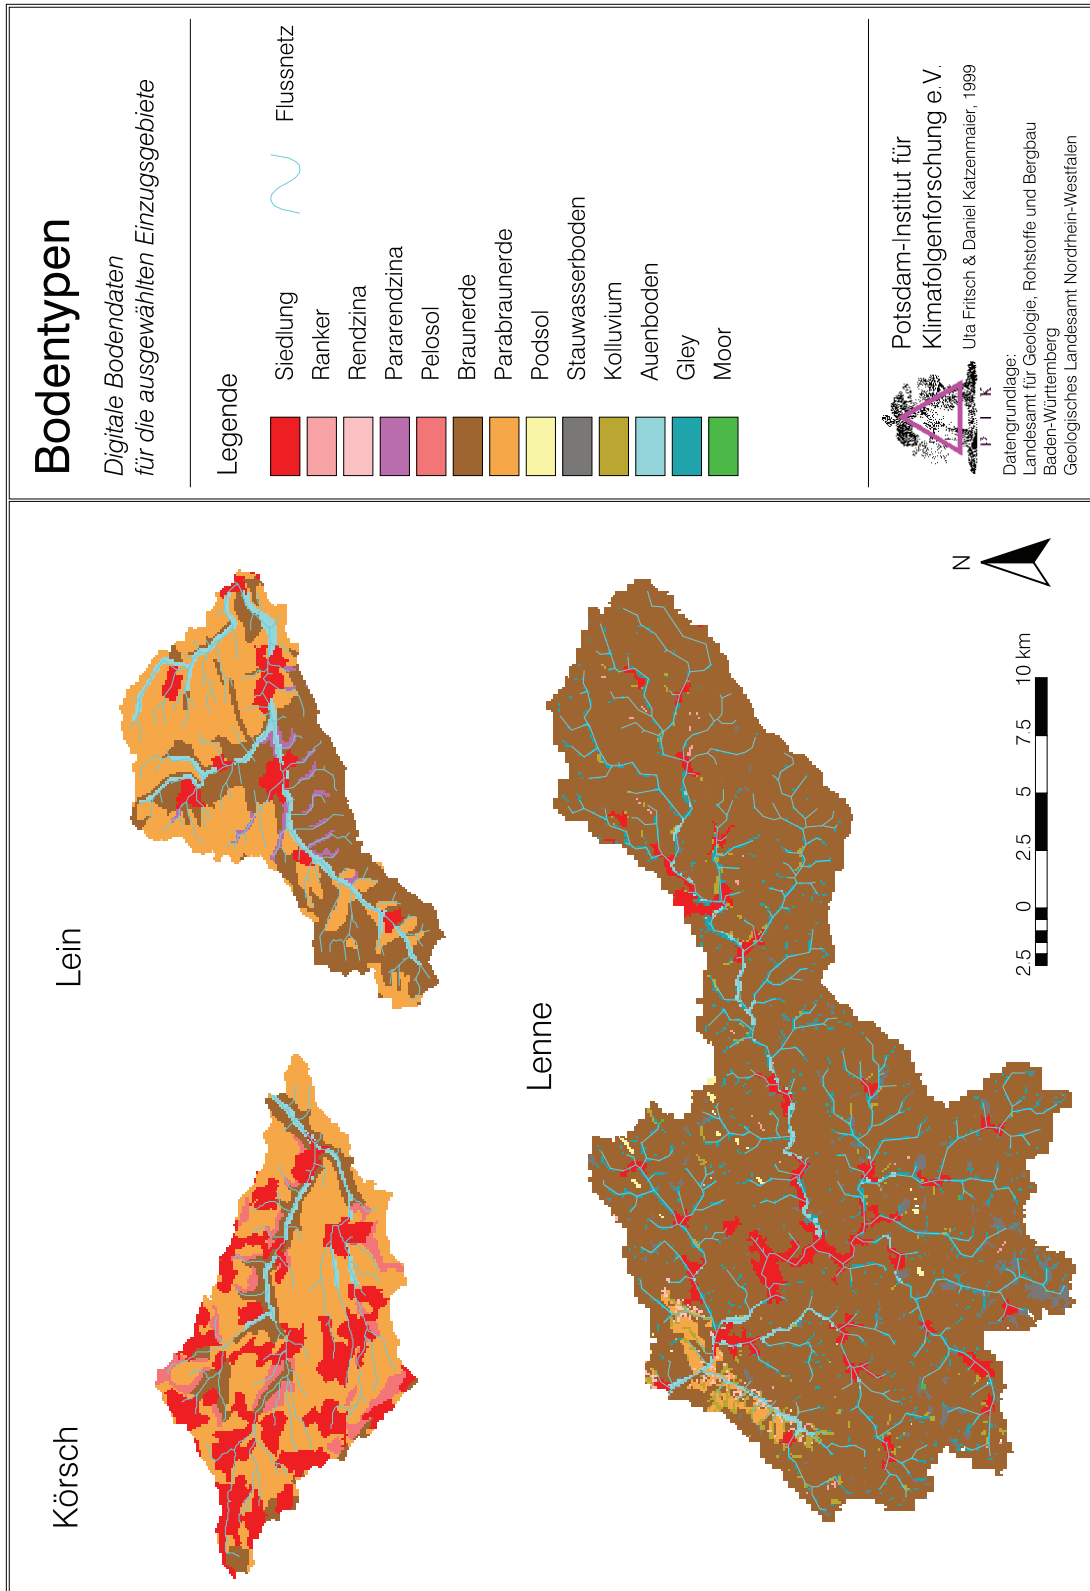 Bodentypen
Digitale Bodendaten
für die ausgewählten Einzugsgebiete
Legende
Siedlung
Ranker
Rendzina
Pararendzina
Pelosol
Braunerde
Parabraunerde
Podsol
Stauwasserboden
Kolluvium
Auenboden
Gley
Moor
Flussnetz
P I K
Potsdam-Institut für
Klimafolgenforschung e.V.
Uta Fritsch & Daniel Katzenmaier, 1999
Datengrundlage:
Landesamt für Geologie, Rohstoffe und Bergbau
Baden-Württemberg
Geologisches Landesamt Nordrhein-Westfalen
Körsch
Lein
Lenne
2.5 0 2.5 5 7.5 10 km
N